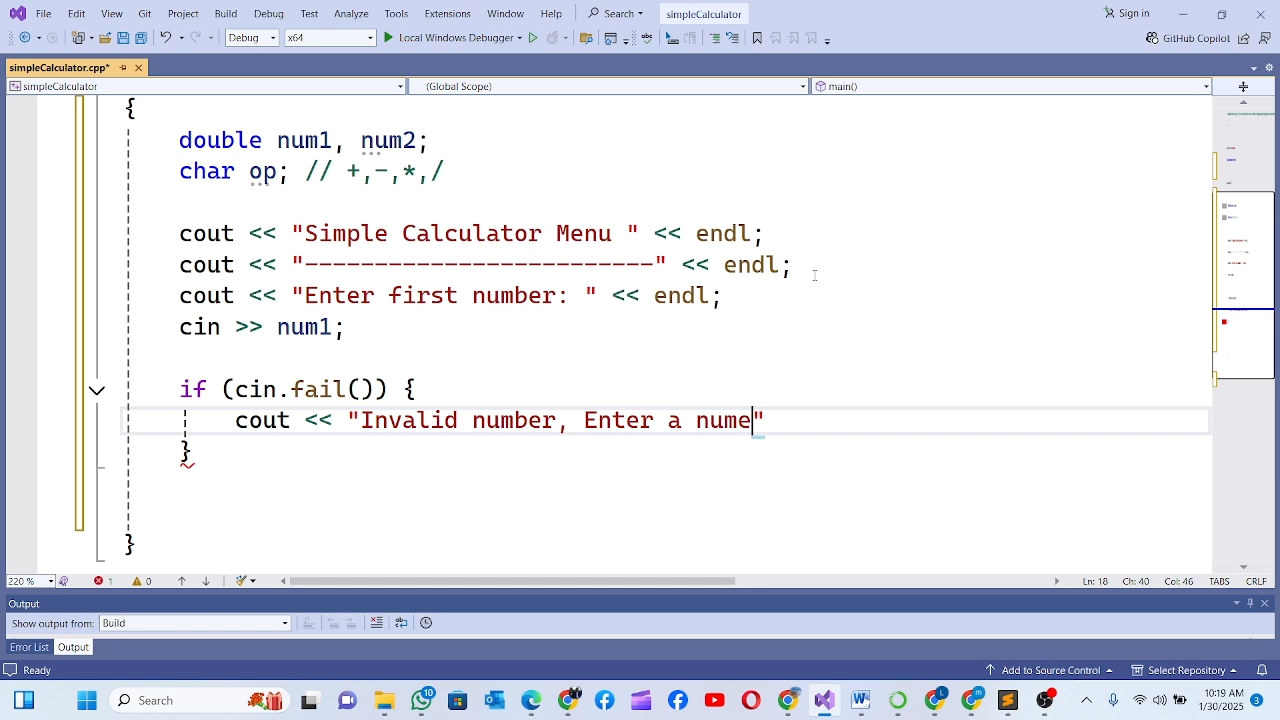 File Edit View Git Project Build Debug Test Analyze Tools Extensions Window Help Search simpleCalculator Sign in
Debug x64 Local Windows Debugger GitHub Copilot
simpleCalculator.cpp*
simpleCalculator (Global Scope) main()
{
double num1, num2;
char op; // +,-,*,/
cout << "Simple Calculator Menu " << endl;
cout << "-------------------------" << endl;
cout << "Enter first number: " << endl;
cin >> num1;
if (cin.fail()) {
cout << "Invalid number, Enter a nume"
}
}
220 % 1 0 Ln: 18 Ch: 40 Col: 46 TABS CRLF
Output
Show output from: Build
Error List Output
Ready Add to Source Control Select Repository
Search 10 10:19 AM
1/30/2025 3